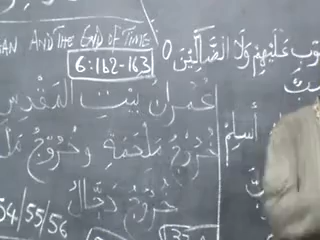 AN AND THE END OF TIME
6:162-163
عُمْرَانُ بَيْتِ الْمَقْدِسِ
خُرُوجُ مَلْحَمَةٍ وَخُرُوجُ
خُرُوجُ دَجَّالُ
54/55/56
عَلَيْهِمْ وَلَا الضَّالِّينَ
أَسْلِمْ